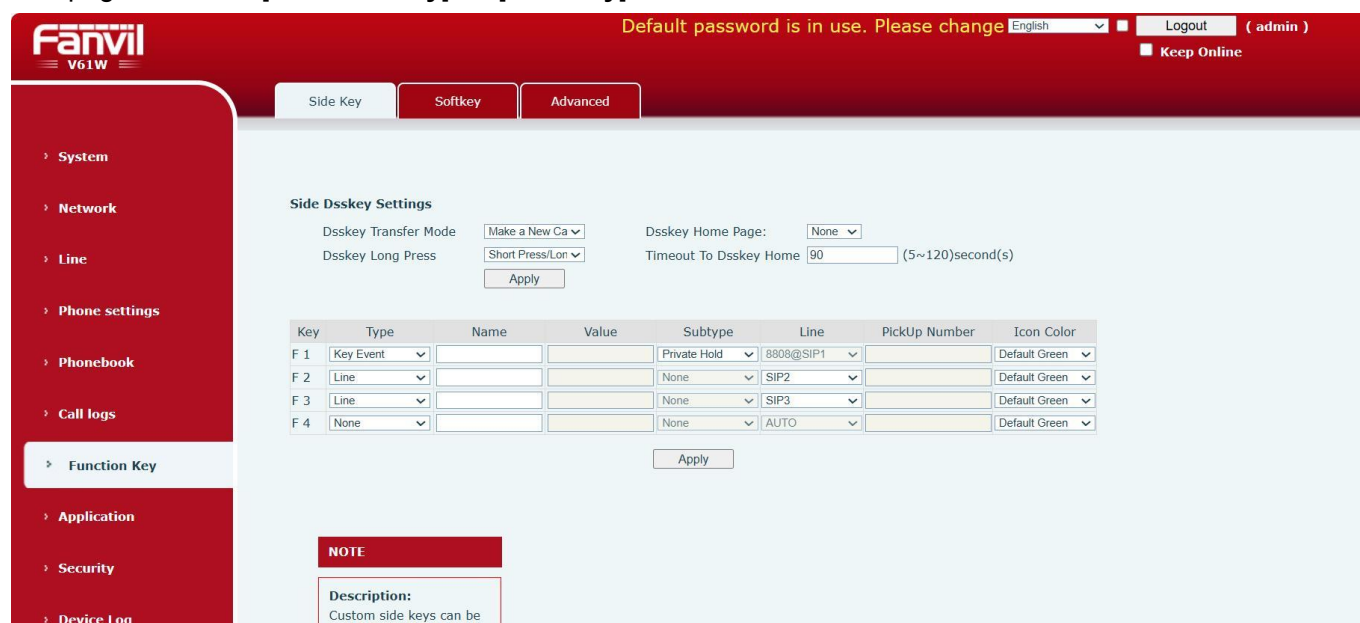 Fanvil
V61W
Default password is in use. Please change English Logout ( admin )
Keep Online
Side Key Softkey Advanced
› System
› Network
› Line
› Phone settings
› Phonebook
› Call logs
Function Key
› Application
› Security
› Device Log
Side Dsskey Settings
Dsskey Transfer Mode Make a New Ca Dsskey Home Page: None
Dsskey Long Press Short Press/Lon Timeout To Dsskey Home 90 (5~120)second(s)
Apply
Key Type Name Value Subtype Line PickUp Number Icon Color
F 1 Key Event Private Hold 8808@SIP1 Default Green
F 2 Line None SIP2 Default Green
F 3 Line None SIP3 Default Green
F 4 None None AUTO Default Green
Apply
NOTE
Description:
Custom side keys can be